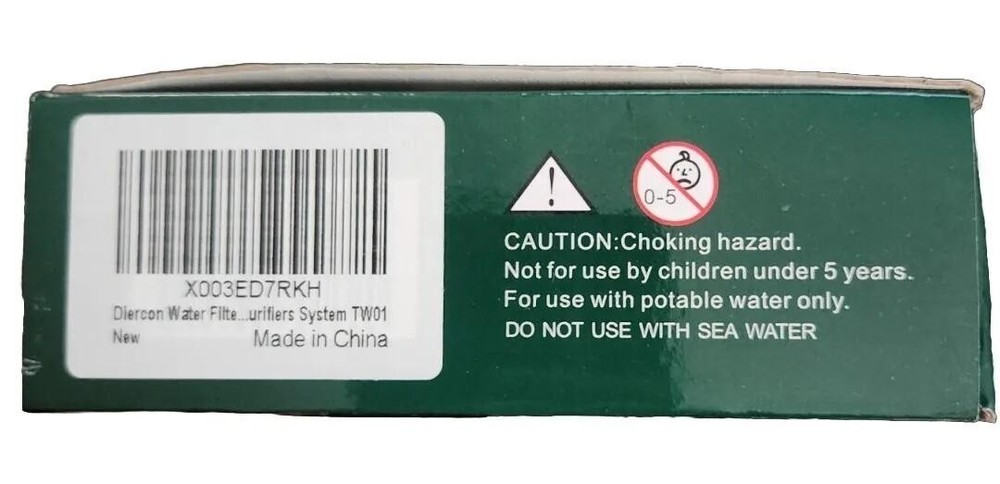 X003ED7RKH
Diercon Water Filte...urifiers System TW01
New
Made in China
0-5
CAUTION:Choking hazard.
Not for use by children under 5 years.
For use with potable water only.
DO NOT USE WITH SEA WATER